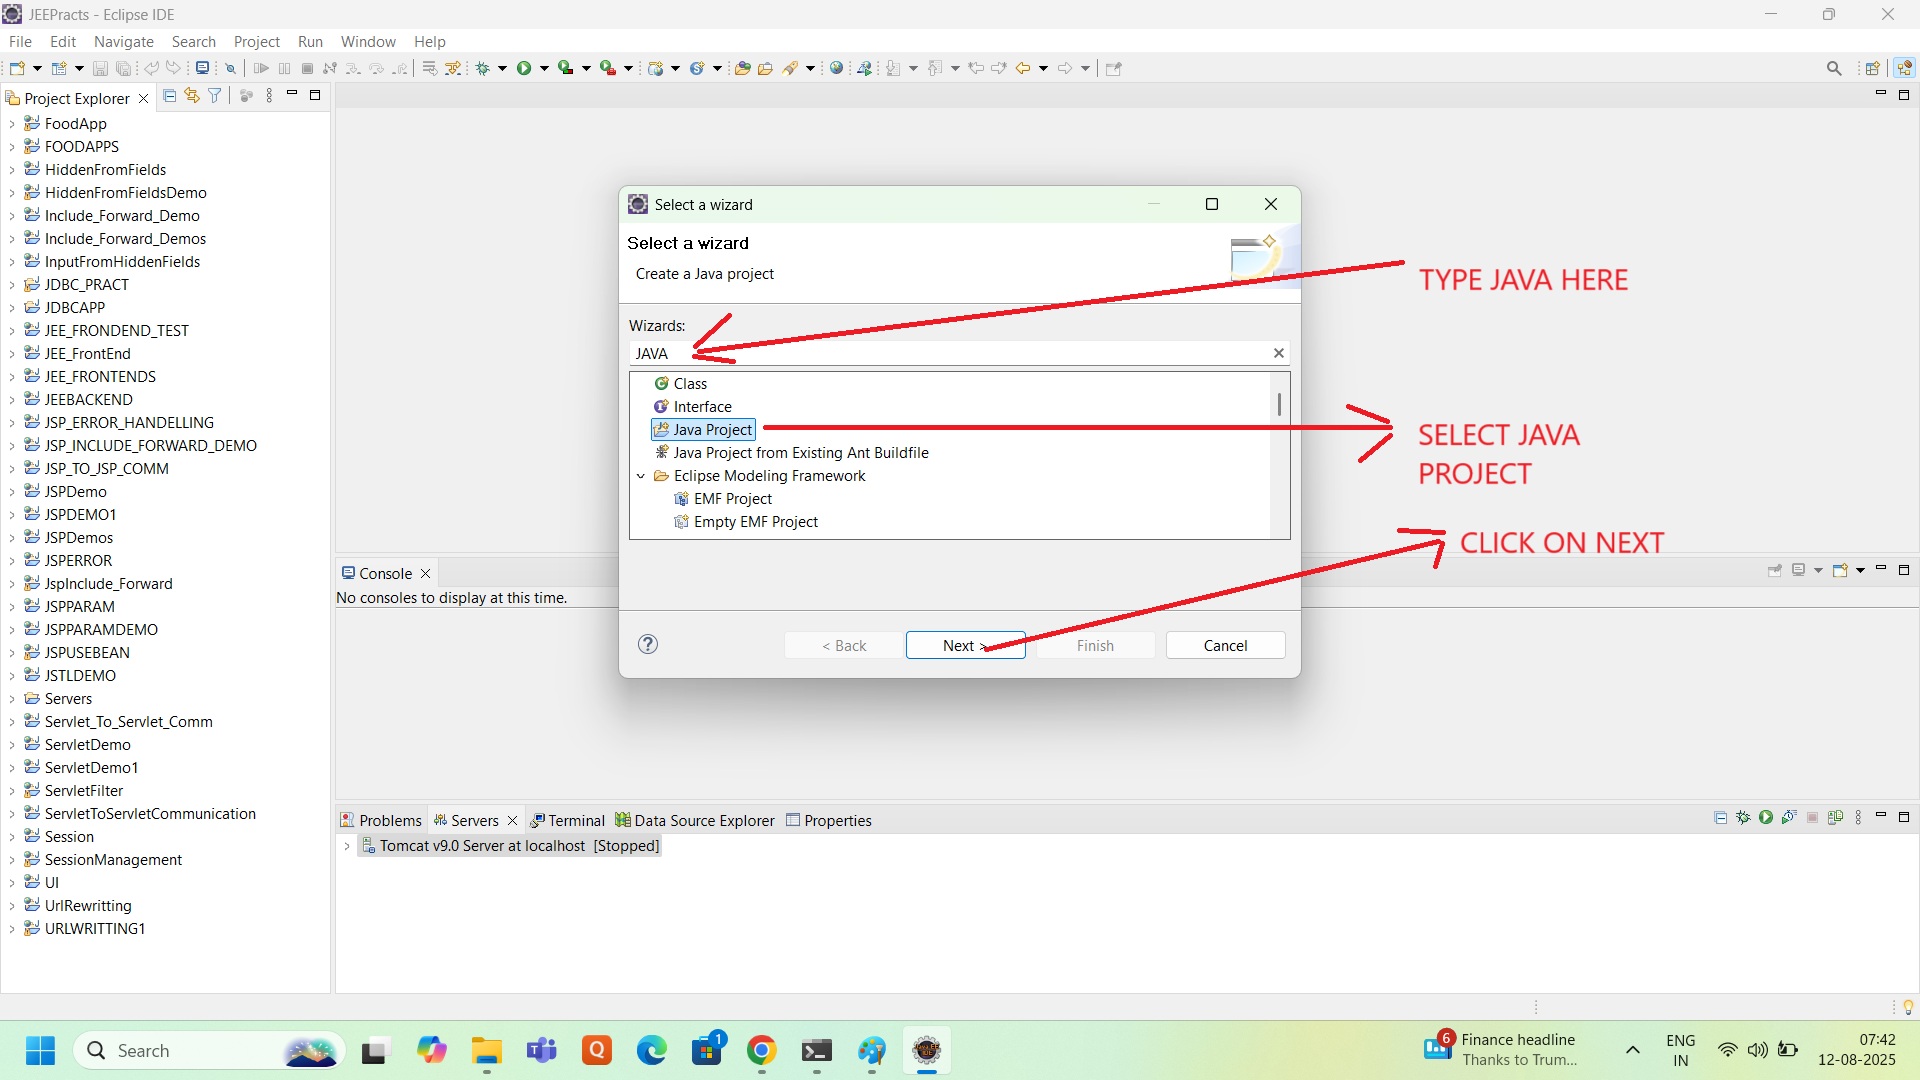 JEEPracts - Eclipse IDE
File Edit Navigate Search Project Run Window Help
Project Explorer
FoodApp
FOODAPPS
HiddenFromFields
HiddenFromFieldsDemo
Include_Forward_Demo
Include_Forward_Demos
InputFromHiddenFields
JDBC_PRACT
JDBCAPP
JEE_FRONDEND_TEST
JEE_FrontEnd
JEE_FRONTENDS
JEEBACKEND
JSP_ERROR_HANDELLING
JSP_INCLUDE_FORWARD_DEMO
JSP_TO_JSP_COMM
JSPDemo
JSPDEMO1
JSPDemos
JSPERROR
JspInclude_Forward
JSPPARAM
JSPPARAMDEMO
JSPUSEBEAN
JSTLDEMO
Servers
Servlet_To_Servlet_Comm
ServletDemo
ServletDemo1
ServletFilter
ServletToServletCommunication
Session
SessionManagement
UI
UrlRewritting
URLWRITTING1
Select a wizard
Select a wizard
Create a Java project
Wizards:
JAVA
Class
Interface
Java Project
Java Project from Existing Ant Buildfile
Eclipse Modeling Framework
EMF Project
Empty EMF Project
< Back Next > Finish Cancel
TYPE JAVA HERE
SELECT JAVA
PROJECT
CLICK ON NEXT
Console
No consoles to display at this time.
Problems Servers Terminal Data Source Explorer Properties
Tomcat v9.0 Server at localhost [Stopped]
Search
1
6
Finance headline
Thanks to Trum...
ENG
IN
07:42
12-08-2025